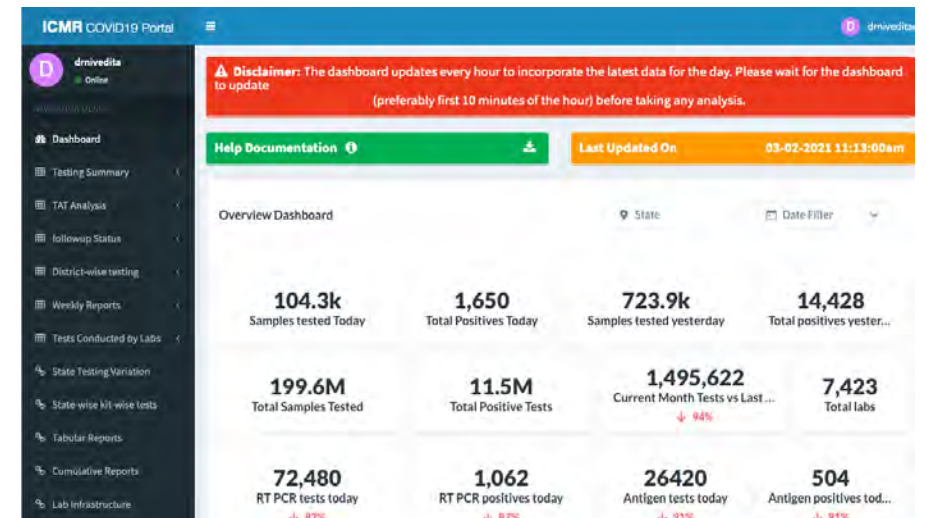 ICMR COVID19 Portal
drnivedita
D
drnivedita
Online
Disclaimer: The dashboard updates every hour to incorporate the latest data for the day. Please wait for the dashboard
to update
(preferably first 10 minutes of the hour) before taking any analysis.
Dashboard
Help Documentation
Last Updated On 03-02-2021 11:13:00am
Testing Summary
TAT Analysis
Overview Dashboard
State
Date Filter
followup Status
District-wise testing
Weekly Reports
Tests Conducted by Labs
State Testing Variation
State-wise kit-wise tests
Tabular Reports
Cumulative Reports
Lab Infrastructure
104.3k
Samples tested Today
1,650
Total Positives Today
723.9k
Samples tested yesterday
14,428
Total positives yester...
199.6M
Total Samples Tested
11.5M
Total Positive Tests
1,495,622
Current Month Tests vs Last ...
94%
7,423
Total labs
72,480
RT PCR tests today
1,062
RT PCR positives today
26420
Antigen tests today
504
Antigen positives tod...